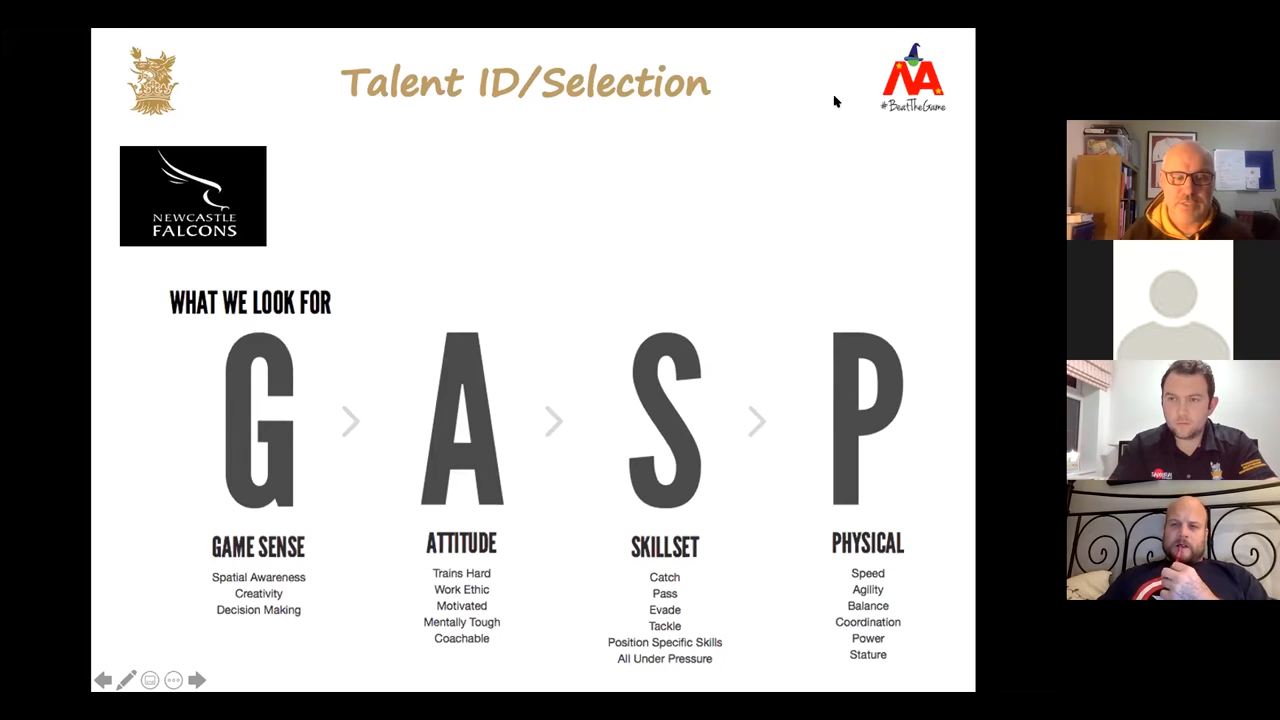 Talent ID/Selection
#BeatTheGame
NEWCASTLE
FALCONS
WHAT WE LOOK FOR
G > A > S > P
GAME SENSE
Spatial Awareness
Creativity
Decision Making
ATTITUDE
Trains Hard
Work Ethic
Motivated
Mentally Tough
Coachable
SKILLSET
Catch
Pass
Evade
Tackle
Position Specific Skills
All Under Pressure
PHYSICAL
Speed
Agility
Balance
Coordination
Power
Stature